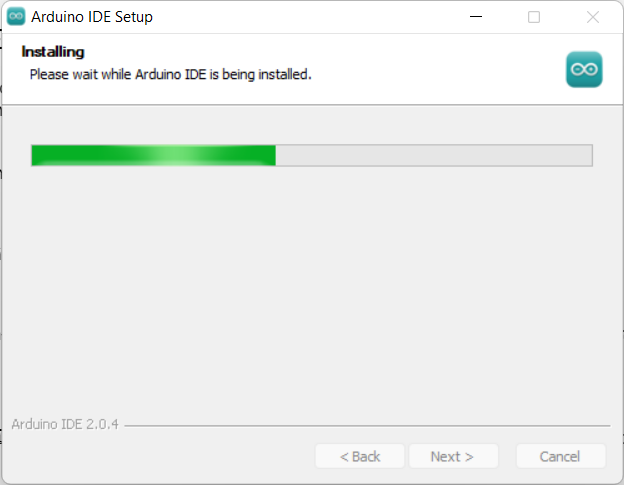 Arduino IDE Setup
Installing
Please wait while Arduino IDE is being installed.
Arduino IDE 2.0.4
< Back Next > Cancel